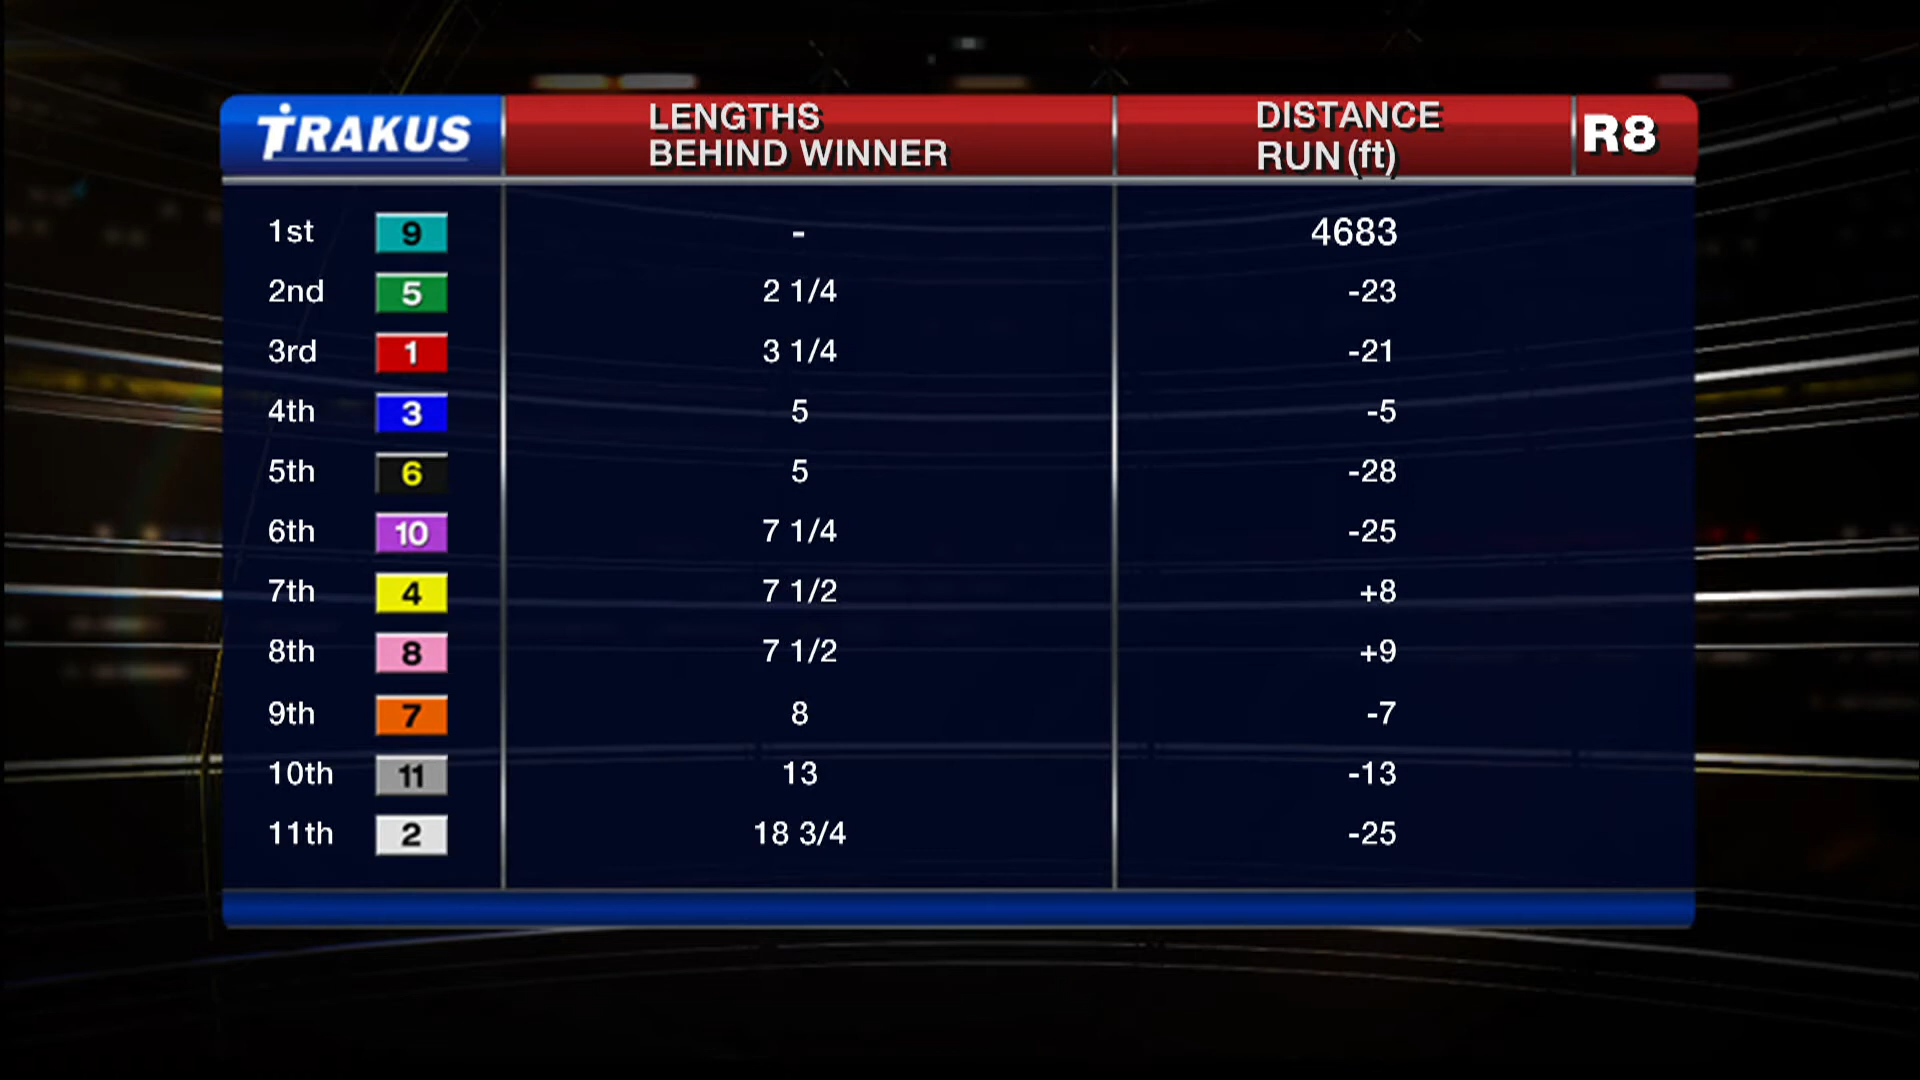 TRAKUS
LENGTHS
BEHIND WINNER
DISTANCE
RUN (ft)
R8
1st 9 - 4683
2nd 5 2 1/4 -23
3rd 1 3 1/4 -21
4th 3 5 -5
5th 6 5 -28
6th 10 7 1/4 -25
7th 4 7 1/2 +8
8th 8 7 1/2 +9
9th 7 8 -7
10th 11 13 -13
11th 2 18 3/4 -25